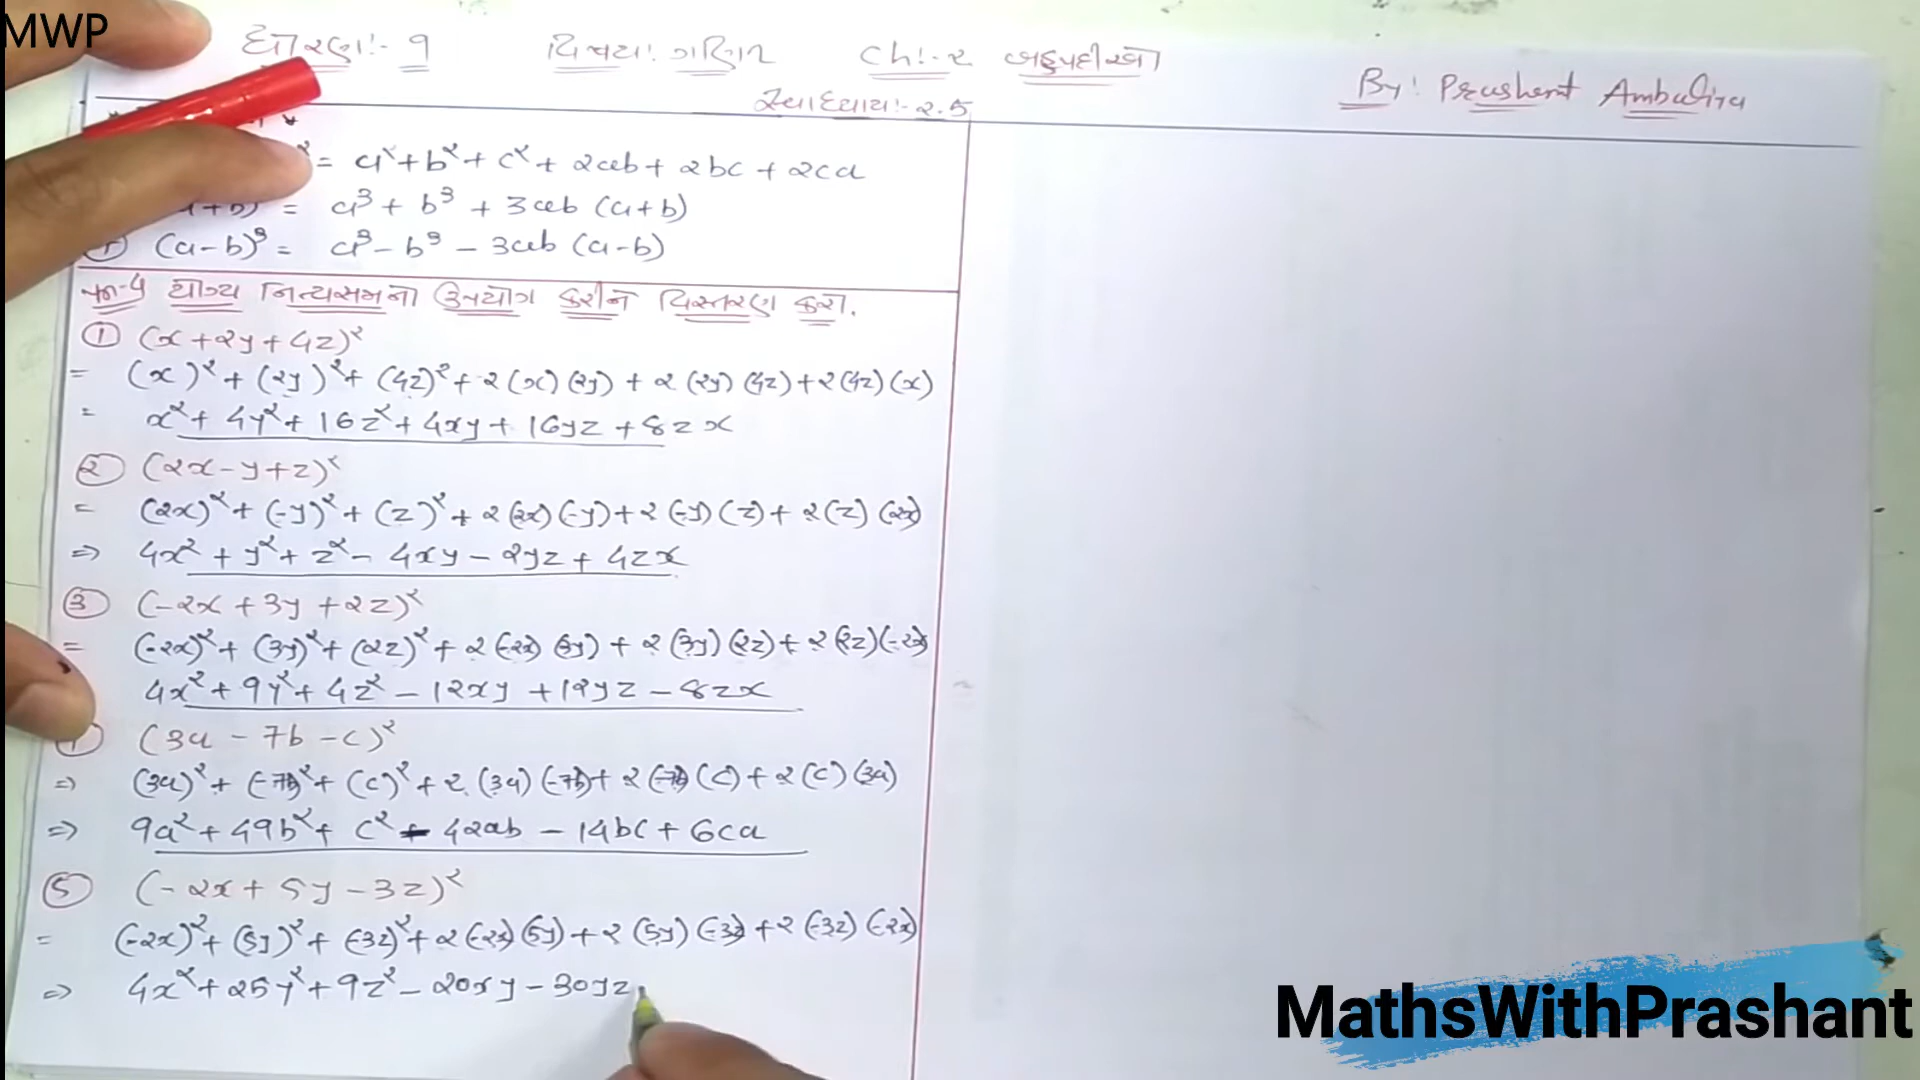 MWP
ધોરણ:- 9 વિષય: ગણિત Ch:- ૨ બહુપદીઓ By: Prashant Ambaliya
સ્વાધ્યાય:- ૨.5
= a² + b² + c² + 2ab + 2bc + 2ca
= a³ + b³ + 3ab (a+b)
(a-b)³ = a³ - b³ - 3ab (a-b)
પ્ર-4 યોગ્ય નિત્યસમનો ઉપયોગ કરીને વિસ્તરણ કરો.
① (x+2y+4z)²
= (x)² + (2y)² + (4z)² + 2(x)(2y) + 2(2y)(4z) + 2(4z)(x)
= x² + 4y² + 16z² + 4xy + 16yz + 8zx
② (2x-y+z)²
= (2x)² + (-y)² + (z)² + 2(2x)(-y) + 2(-y)(z) + 2(z)(2x)
⇒ 4x² + y² + z² - 4xy - 2yz + 4zx
③ (-2x+3y+2z)²
= (-2x)² + (3y)² + (2z)² + 2(-2x)(3y) + 2(3y)(2z) + 2(2z)(-2x)
4x² + 9y² + 4z² - 12xy + 12yz - 8zx
(3a - 7b - c)²
⇒ (3a)² + (-7b)² + (c)² + 2(3a)(-7b) + 2(-7b)(c) + 2(c)(3a)
⇒ 9a² + 49b² + c² - 42ab - 14bc + 6ca
⑤ (-2x+5y-3z)²
= (-2x)² + (5y)² + (-3z)² + 2(-2x)(5y) + 2(5y)(-3z) + 2(-3z)(-2x)
⇒ 4x² + 25y² + 9z² - 20xy - 30yz
MathsWithPrashant